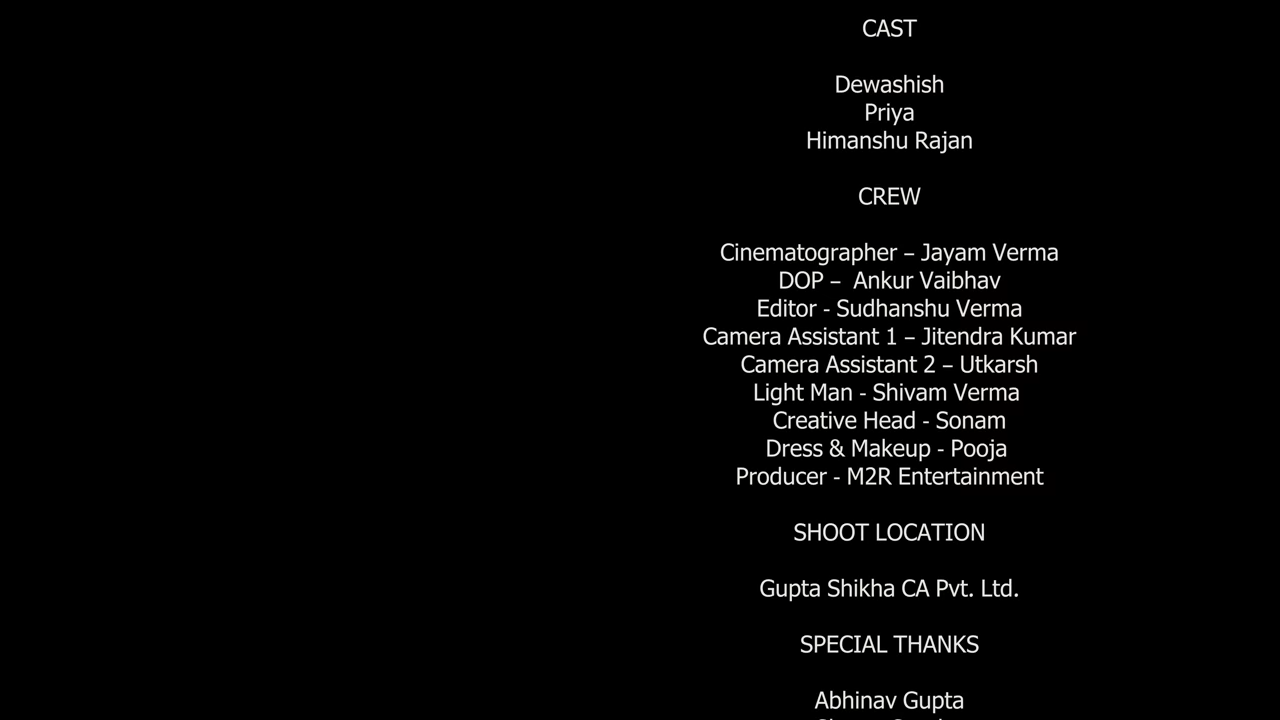 CAST
Dewashish
Priya
Himanshu Rajan
CREW
Cinematographer – Jayam Verma
DOP –  Ankur Vaibhav
Editor - Sudhanshu Verma
Camera Assistant 1 – Jitendra Kumar
Camera Assistant 2 – Utkarsh
Light Man - Shivam Verma
Creative Head - Sonam
Dress & Makeup - Pooja
Producer - M2R Entertainment
SHOOT LOCATION
Gupta Shikha CA Pvt. Ltd.
SPECIAL THANKS
Abhinav Gupta